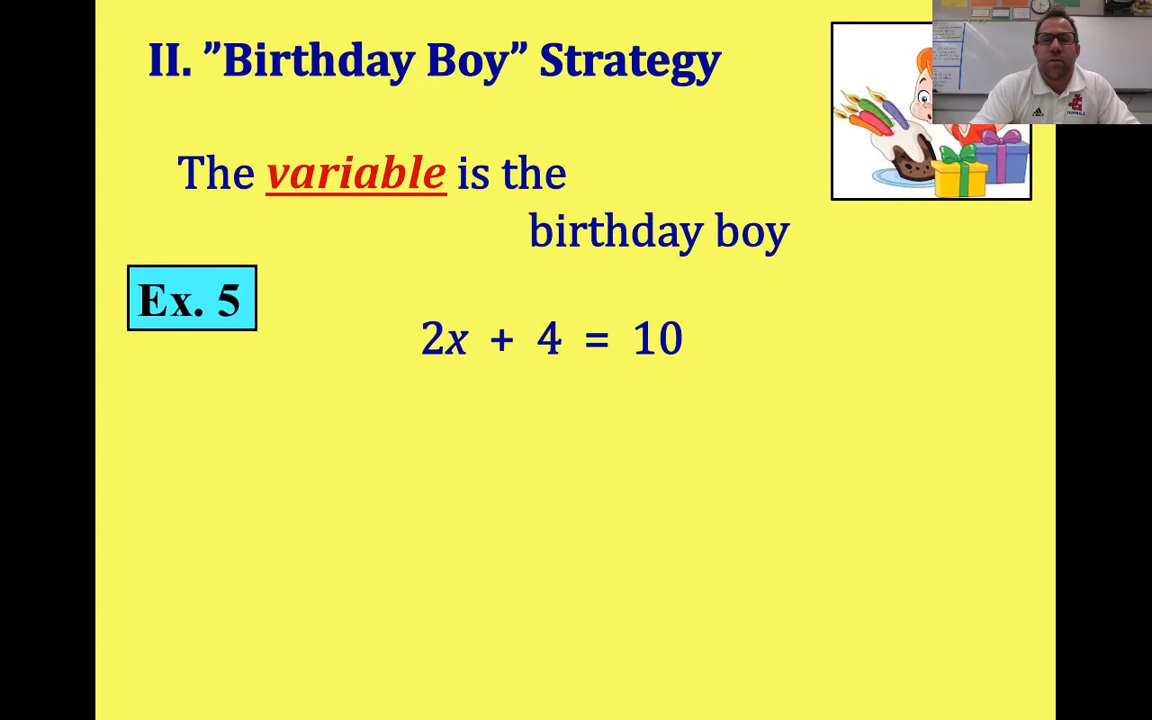 II. ”Birthday Boy” Strategy
The variable is the
birthday boy
Ex. 5
2x + 4 = 10